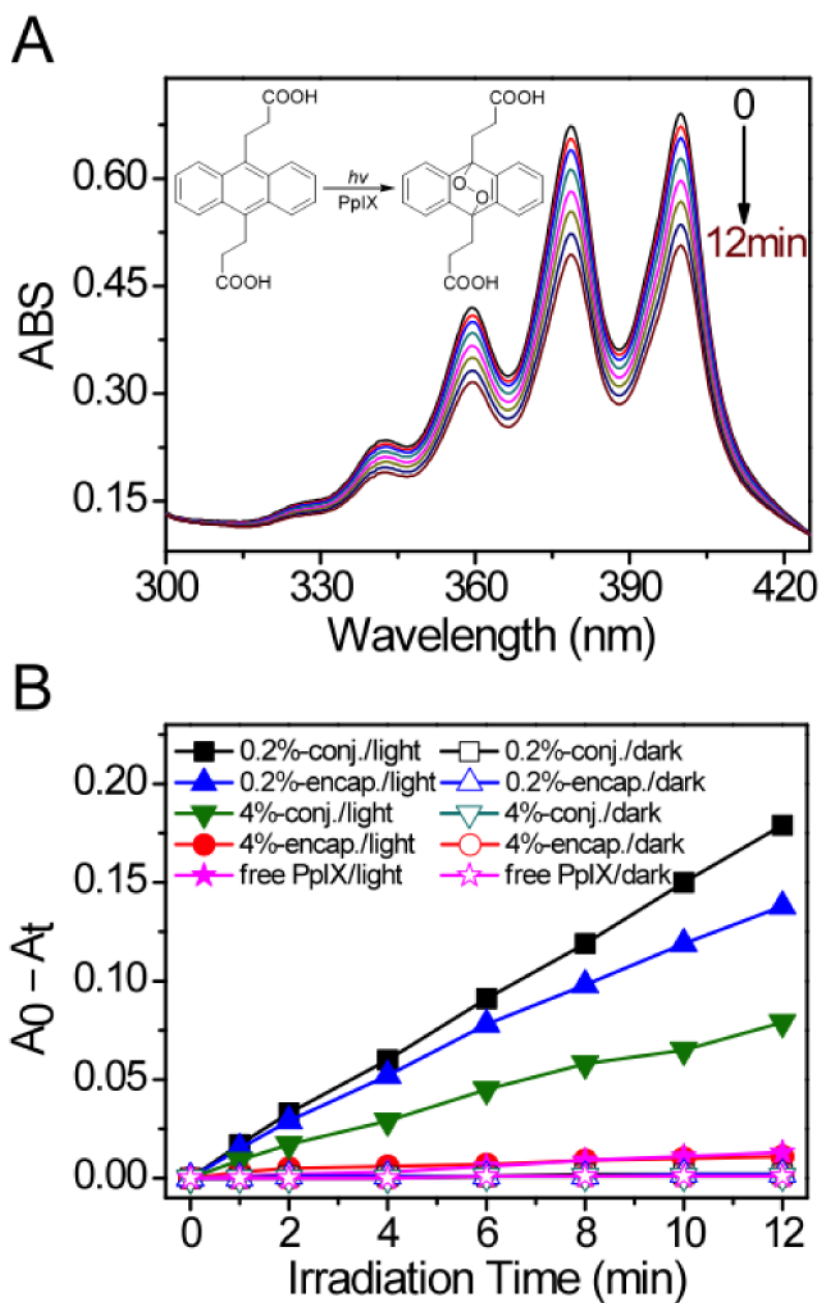 A
COOH
COOH
0
hv
PpIX
O
O
12min
COOH
COOH
0.60
0.45
0.30
0.15
ABS
300
330
360
390
420
Wavelength (nm)
B
0.2%-conj./light
0.2%-conj./dark
0.2%-encap./light
0.2%-encap./dark
4%-conj./light
4%-conj./dark
4%-encap./light
4%-encap./dark
free PpIX/light
free PpIX/dark
0.20
0.15
0.10
0.05
0.00
A0 – At
0
2
4
6
8
10
12
Irradiation Time (min)